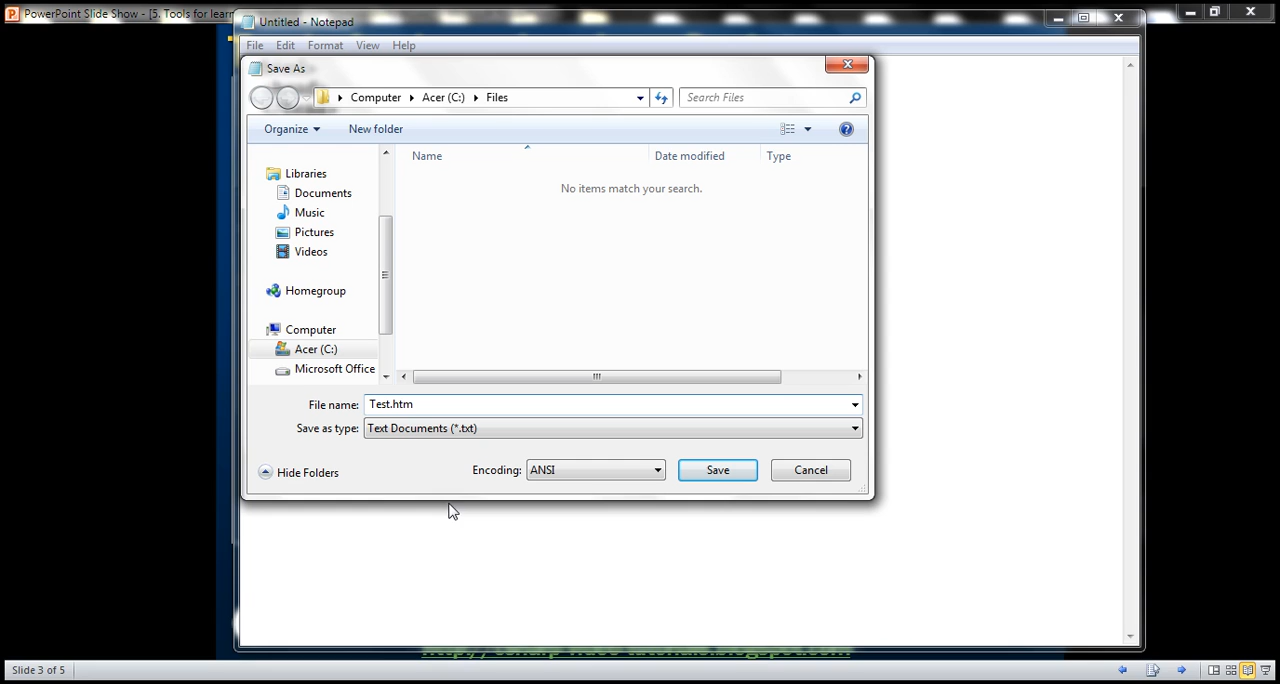 PowerPoint Slide Show - [5. Tools for learn
Untitled - Notepad
File Edit Format View Help
Save As
Computer Acer (C:) Files
Search Files
Organize New folder
Name Date modified Type
No items match your search.
Libraries
Documents
Music
Pictures
Videos
Homegroup
Computer
Acer (C:)
Microsoft Office
File name: Test.htm
Save as type: Text Documents (*.txt)
Hide Folders
Encoding: ANSI
Save
Cancel
Slide 3 of 5